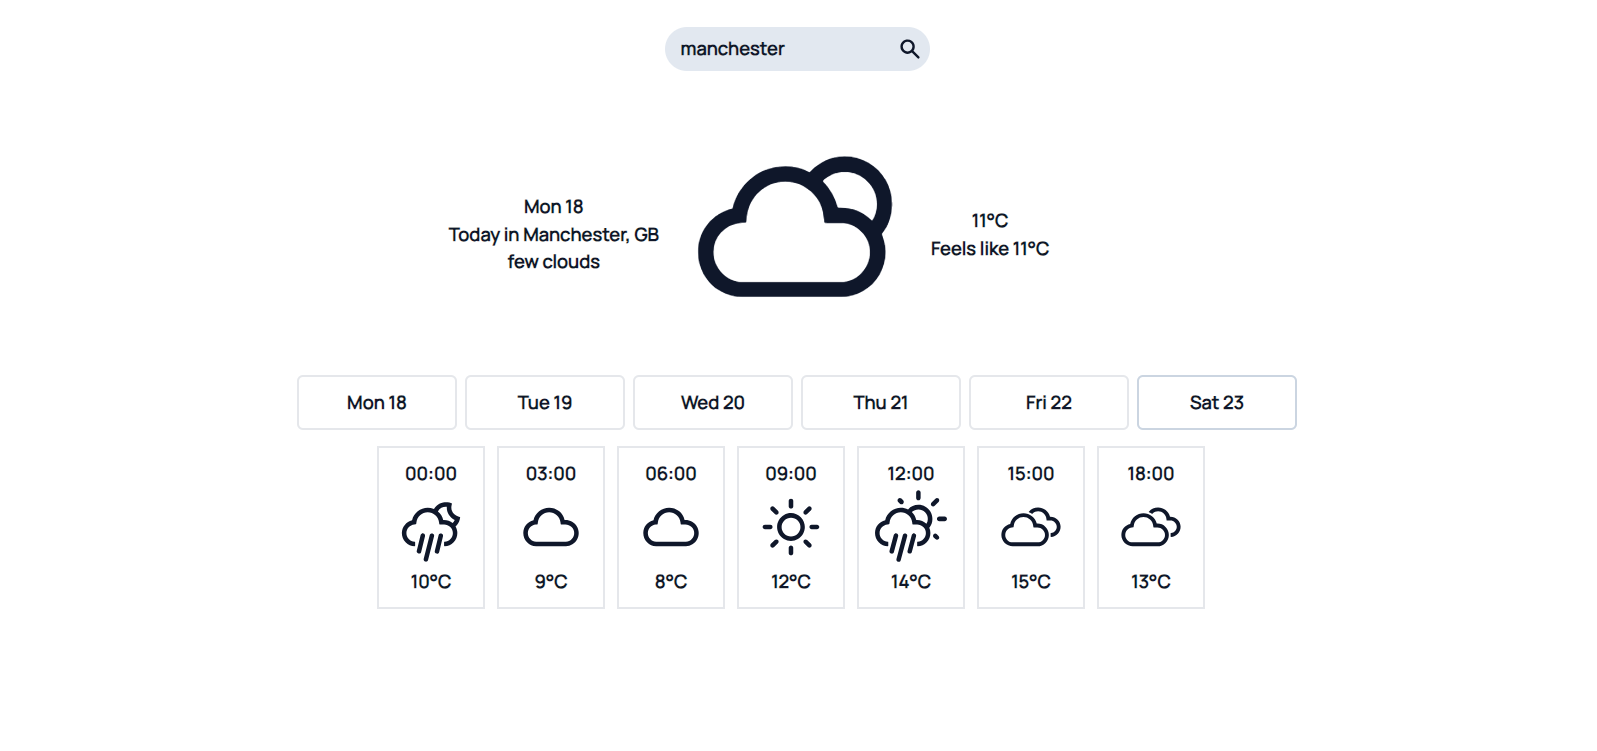 manchester
Mon 18
Today in Manchester, GB
few clouds
11°C
Feels like 11°C
Mon 18
Tue 19
Wed 20
Thu 21
Fri 22
Sat 23
00:00
03:00
06:00
09:00
12:00
15:00
18:00
10°C
9°C
8°C
12°C
14°C
15°C
13°C